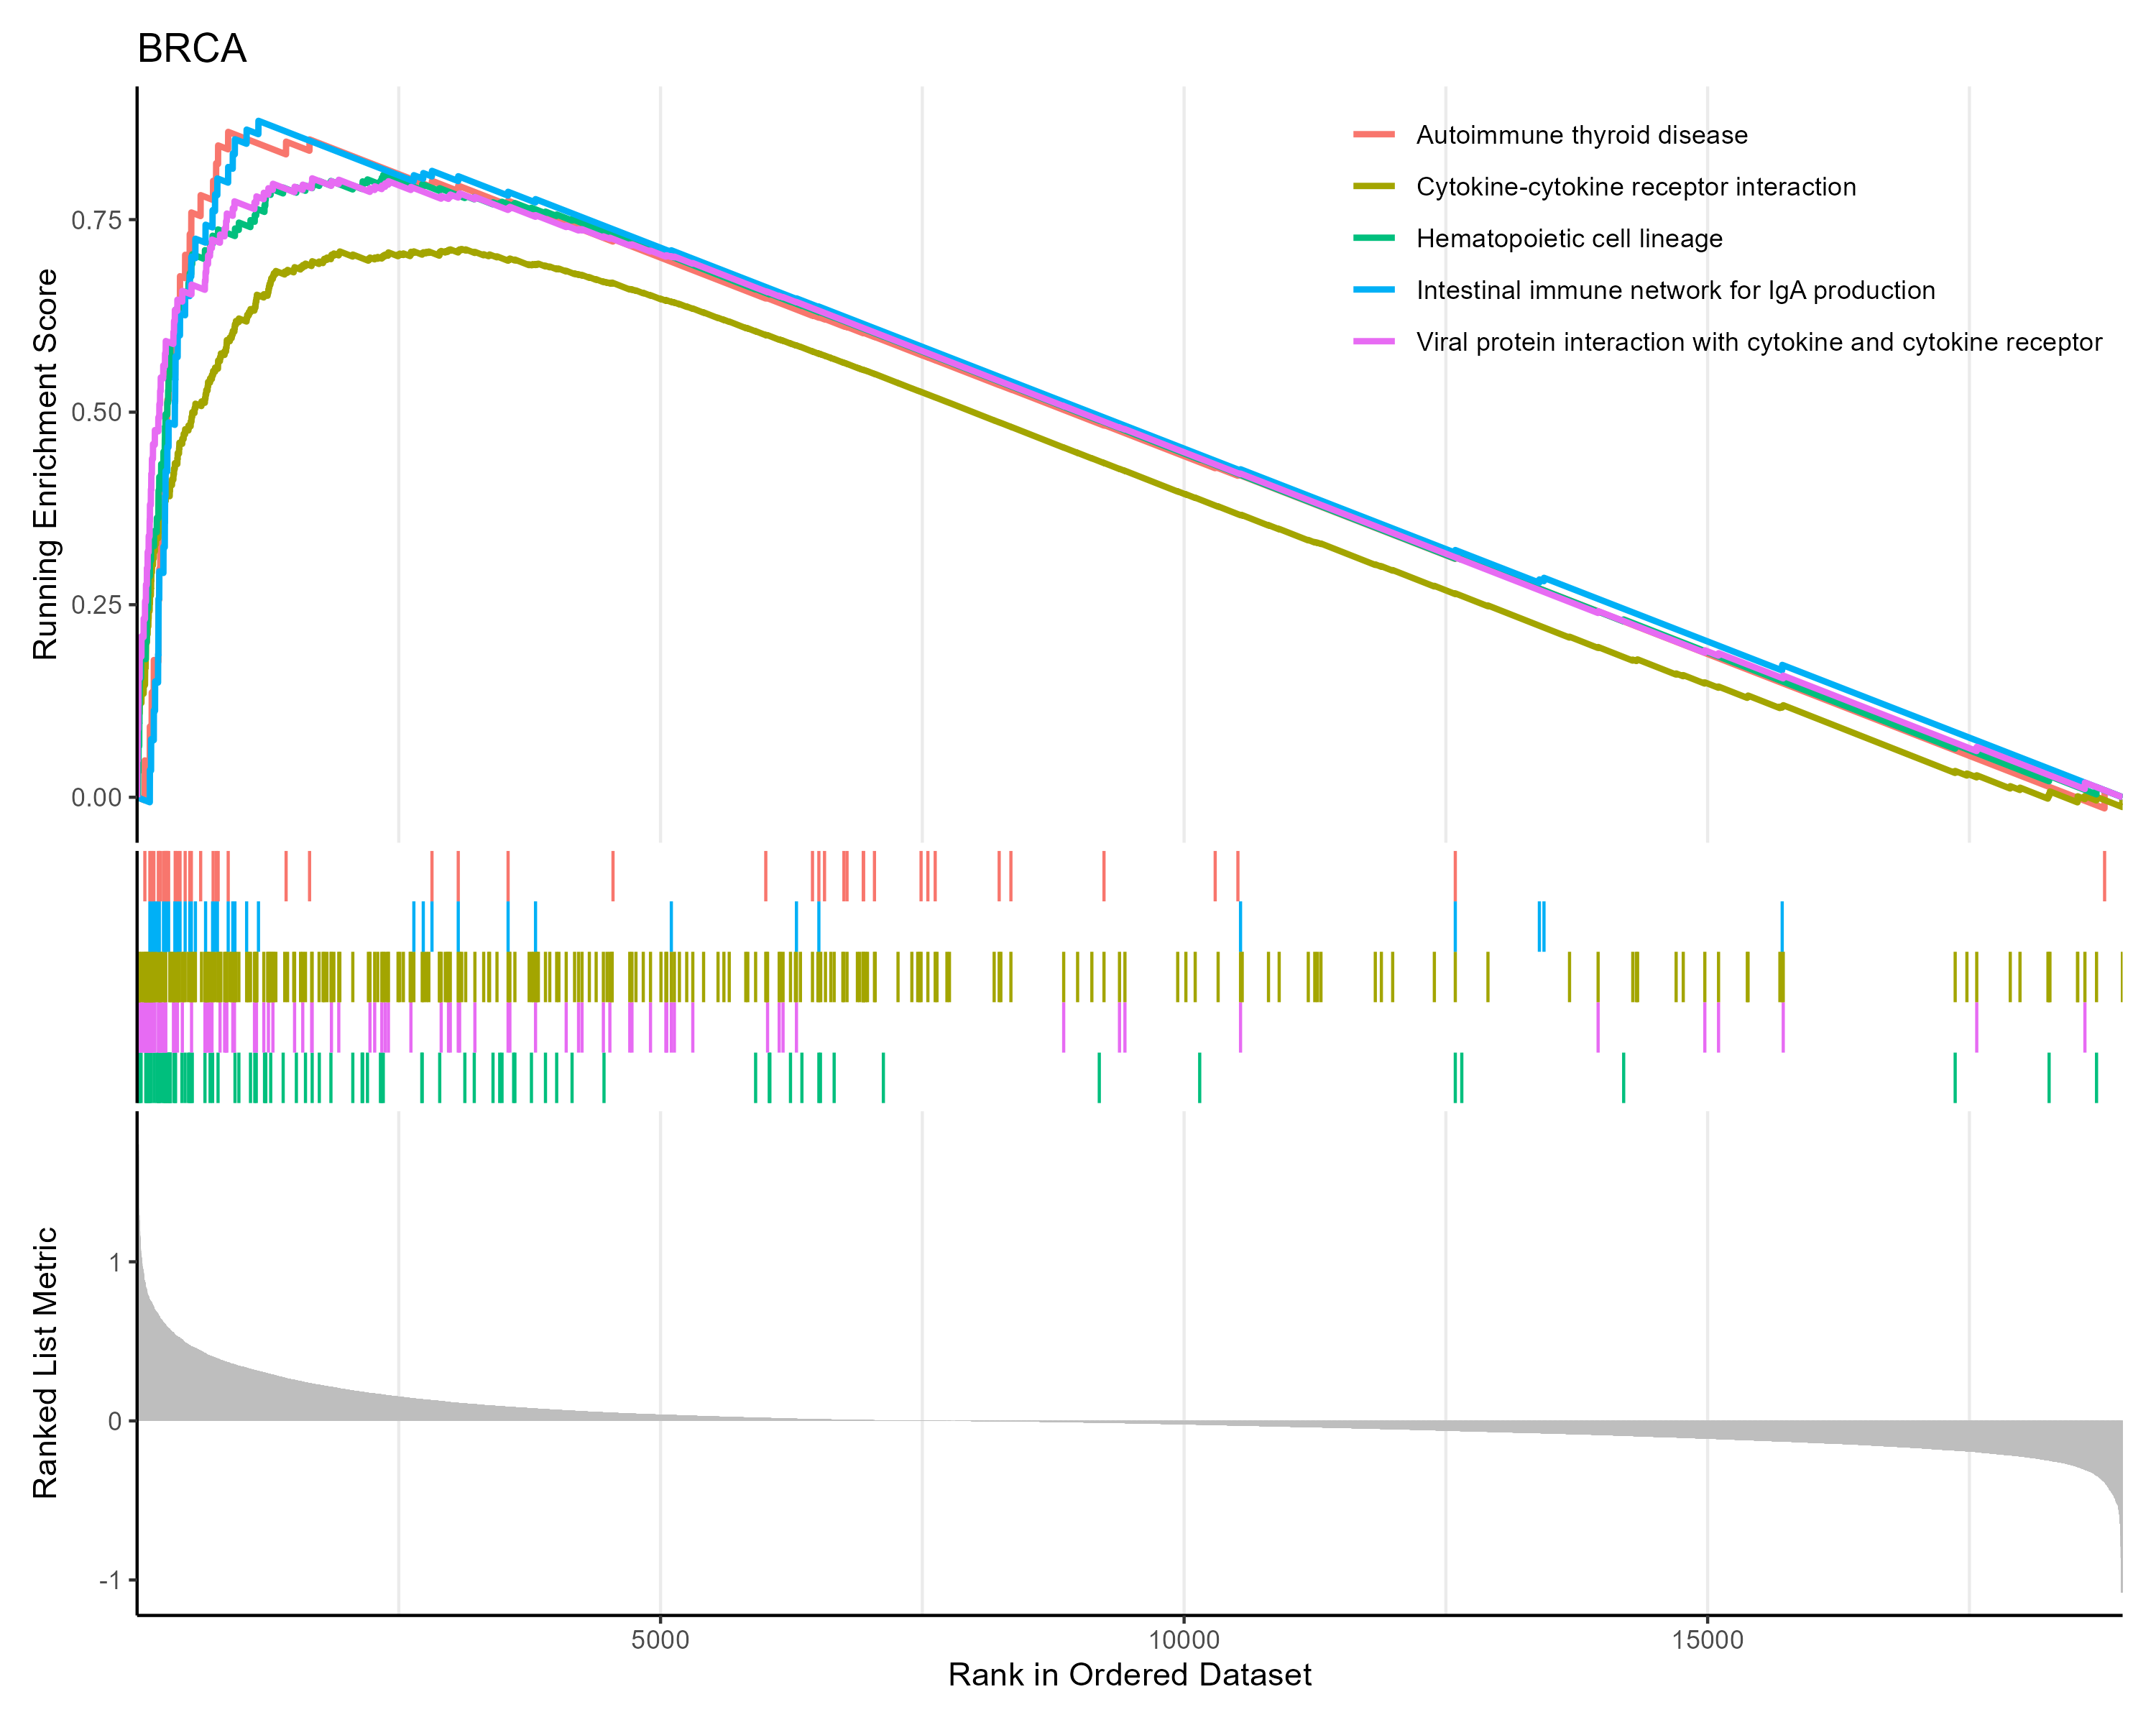 BRCA
Running Enrichment Score
0.75
0.50
0.25
0.00
Autoimmune thyroid disease
Cytokine-cytokine receptor interaction
Hematopoietic cell lineage
Intestinal immune network for IgA production
Viral protein interaction with cytokine and cytokine receptor
Ranked List Metric
1
0
-1
5000
10000
15000
Rank in Ordered Dataset